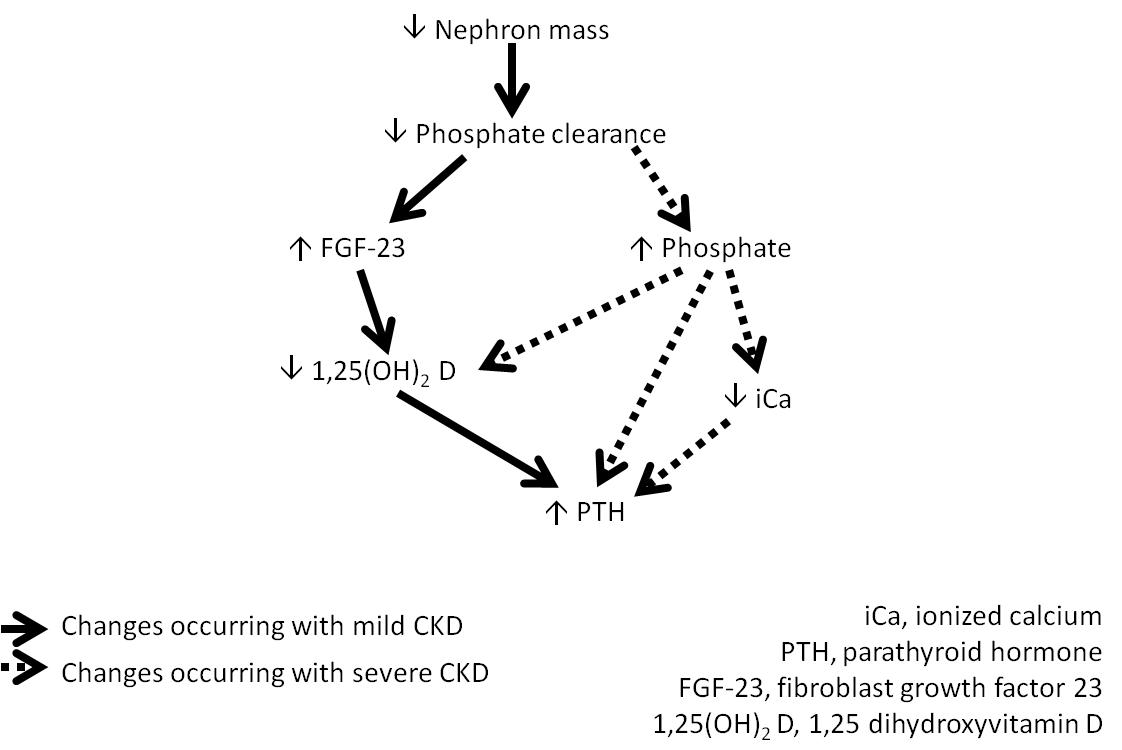 ↓ Nephron mass
↓ Phosphate clearance
↑ FGF-23
↑ Phosphate
↓ 1,25(OH)₂ D
↓ iCa
↑ PTH
Changes occurring with mild CKD
Changes occurring with severe CKD
iCa, ionized calcium
PTH, parathyroid hormone
FGF-23, fibroblast growth factor 23
1,25(OH)₂ D, 1,25 dihydroxyvitamin D